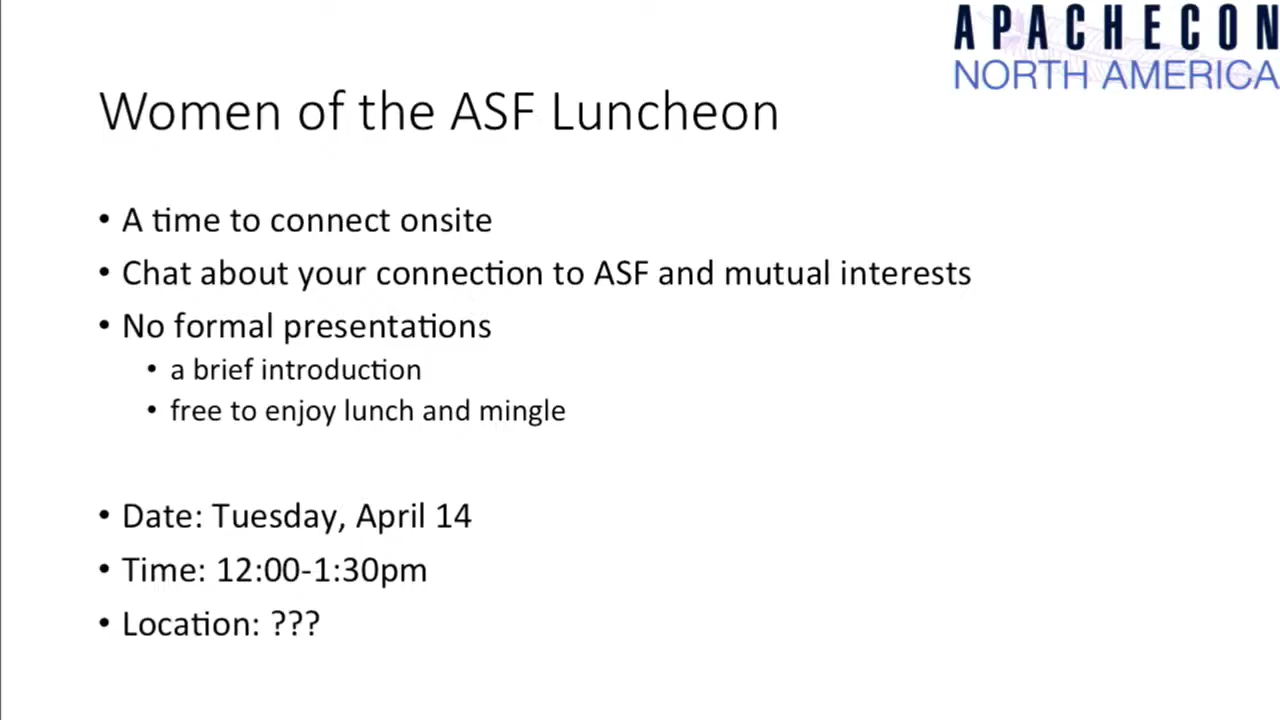 APACHECON
NORTH AMERICA
Women of the ASF Luncheon
• A time to connect onsite
• Chat about your connection to ASF and mutual interests
• No formal presentations
• a brief introduction
• free to enjoy lunch and mingle
• Date: Tuesday, April 14
• Time: 12:00-1:30pm
• Location: ???